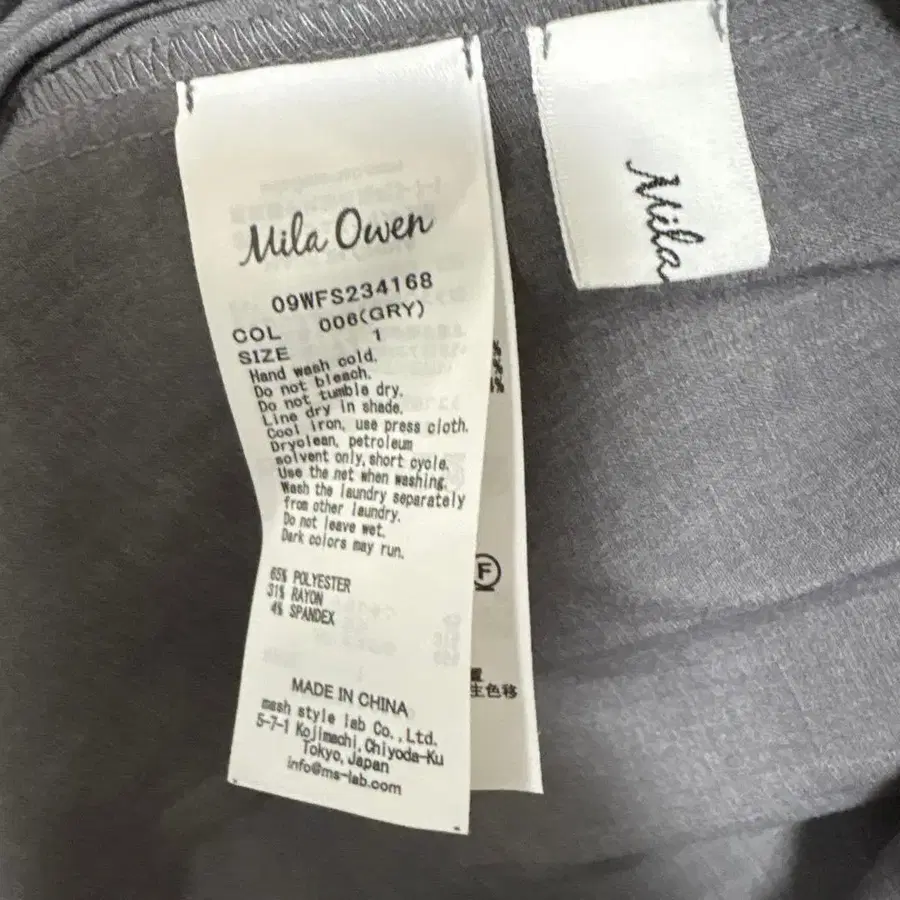 Mila Owen
09WFS234168
COL 006(GRY)
SIZE 1
Hand wash cold.
Do not bleach.
Do not tumble dry.
Line dry in shade.
Cool iron, use press cloth.
Dryclean, petroleum
solvent only, short cycle.
Use the net when washing.
Wash the laundry separately
from other laundry.
Do not leave wet.
Dark colors may run.
65% POLYESTER
31% RAYON
4% SPANDEX
MADE IN CHINA
mash style lab Co.,Ltd.
5-7-1 Kojimachi,Chiyoda-Ku
Tokyo,Japan
info@ms-lab.com
Mila
F
生色移